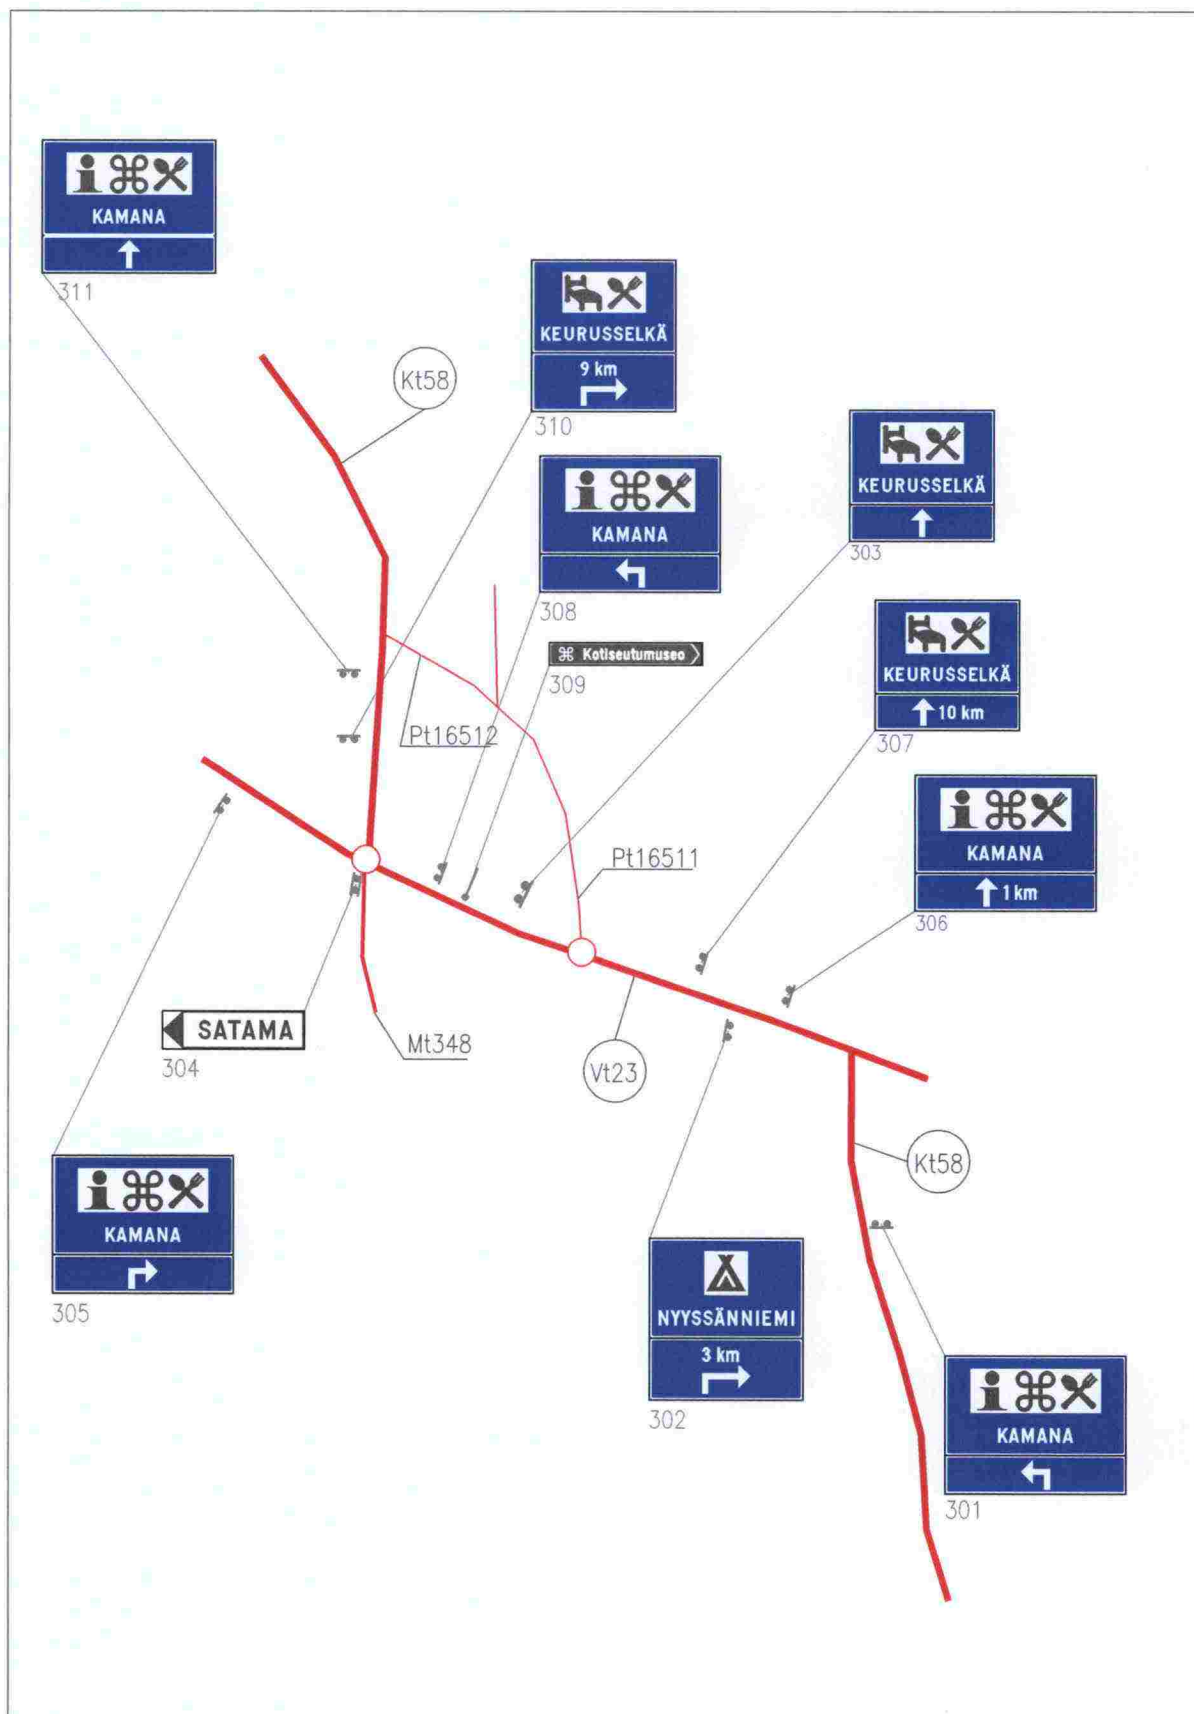 KAMANA
311
Kt58
KEURUSSELKÄ
9 km
310
KAMANA
308
KEURUSSELKÄ
303
Kotiseutumuseo
309
KEURUSSELKÄ
10 km
307
Pt16512
KAMANA
1 km
306
Pt16511
SATAMA
304
Mt348
Vt23
Kt58
KAMANA
305
NYYSSÄNNIEMI
3 km
302
KAMANA
301